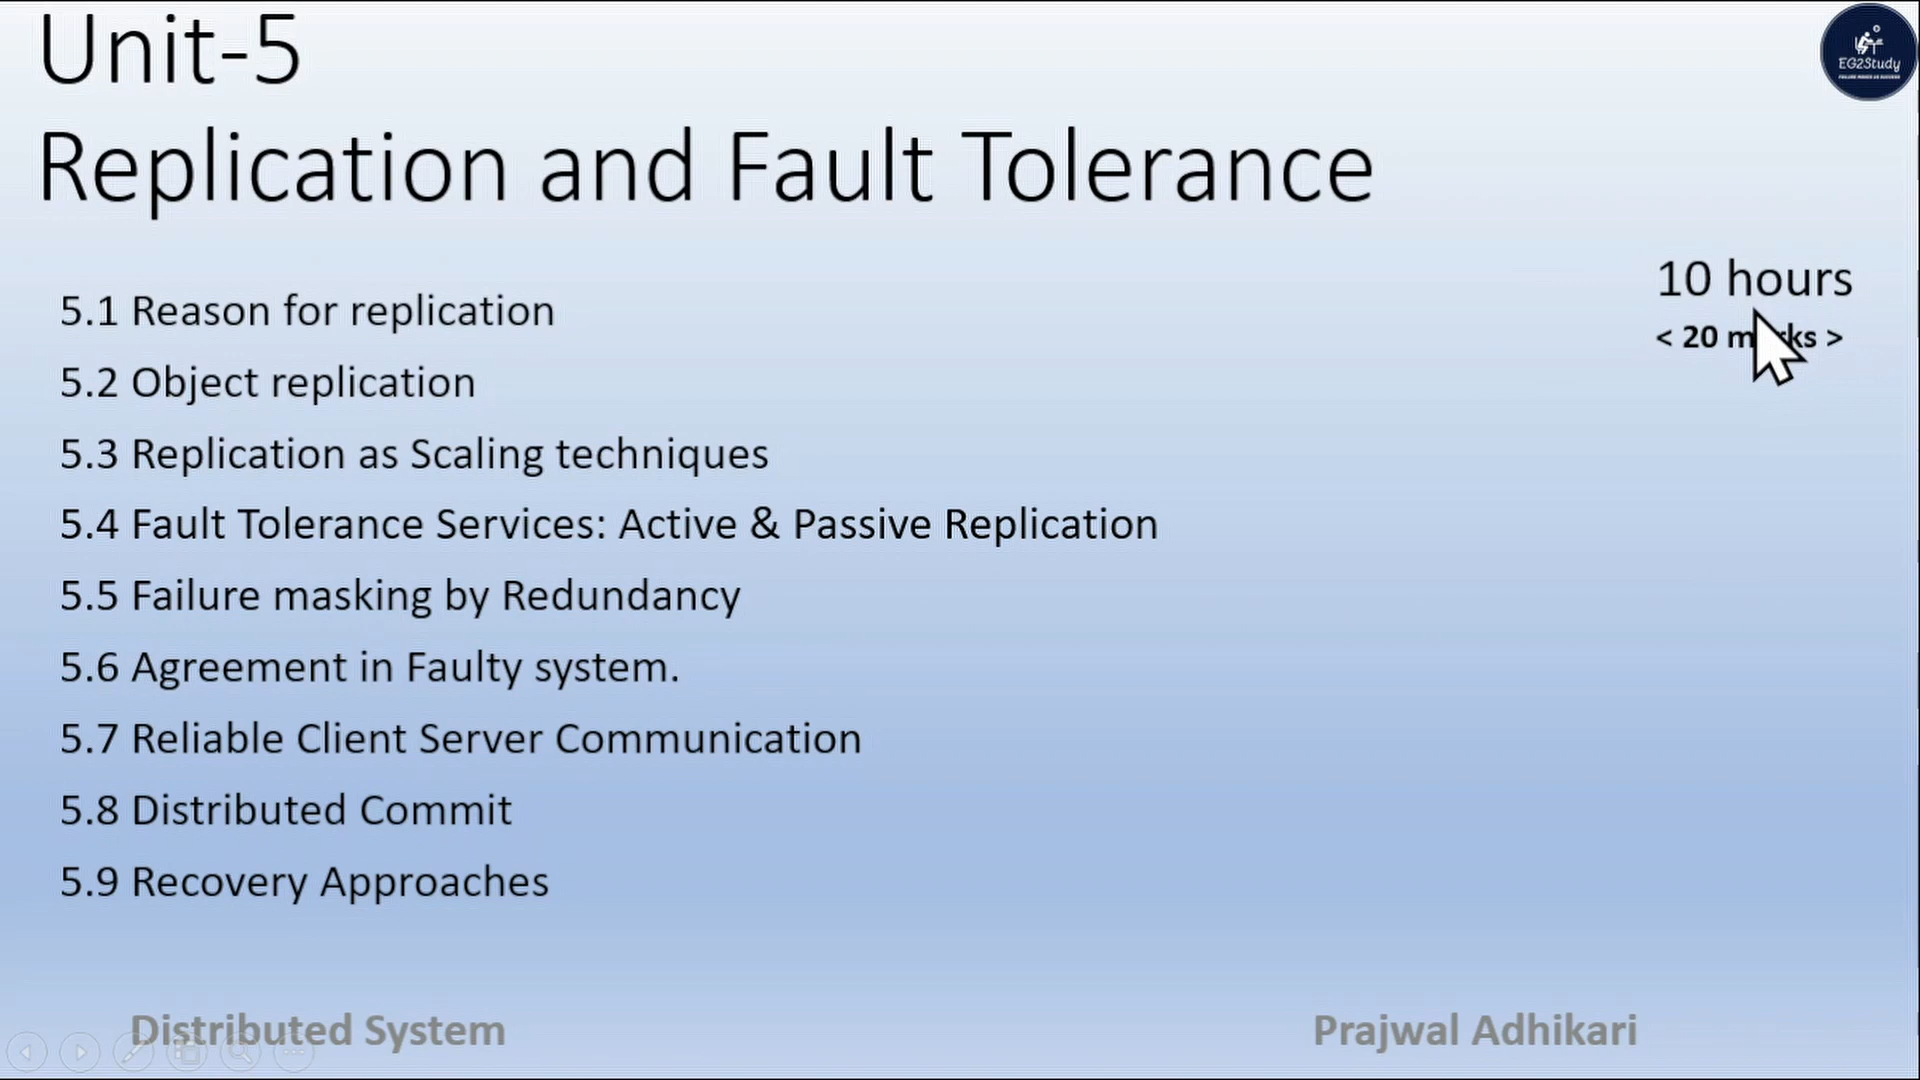 Unit-5
Replication and Fault Tolerance
EG2Study
10 hours
< 20 marks >
5.1 Reason for replication
5.2 Object replication
5.3 Replication as Scaling techniques
5.4 Fault Tolerance Services: Active & Passive Replication
5.5 Failure masking by Redundancy
5.6 Agreement in Faulty system.
5.7 Reliable Client Server Communication
5.8 Distributed Commit
5.9 Recovery Approaches
Distributed System
Prajwal Adhikari